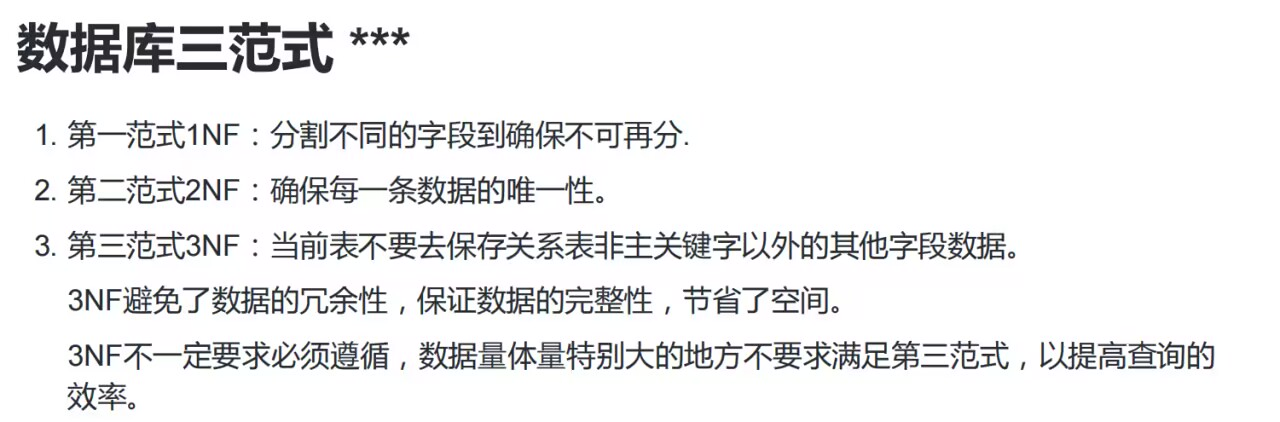 数据库三范式 ***
1. 第一范式1NF：分割不同的字段到确保不可再分.
2. 第二范式2NF：确保每一条数据的唯一性。
3. 第三范式3NF：当前表不要去保存关系表非主关键字以外的其他字段数据。
3NF避免了数据的冗余性，保证数据的完整性，节省了空间。
3NF不一定要求必须遵循，数据量体量特别大的地方不要求满足第三范式，以提高查询的
效率。